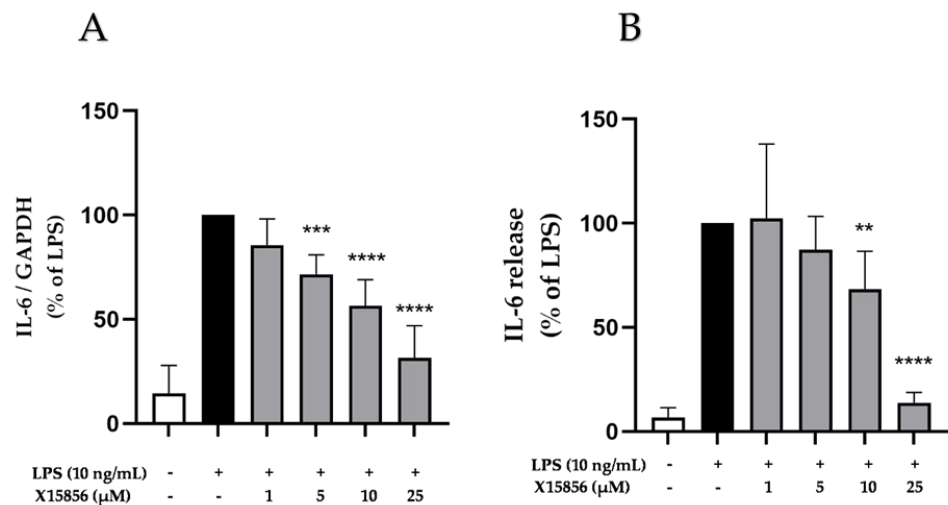 A
150
100
50
0
IL-6 / GAPDH
(% of LPS)
***
****
****
LPS (10 ng/mL) - + + + + +
X15856 (μM) - - 1 5 10 25
B
150
100
50
0
IL-6 release
(% of LPS)
**
****
LPS (10 ng/mL) - + + + + +
X15856 (μM) - - 1 5 10 25